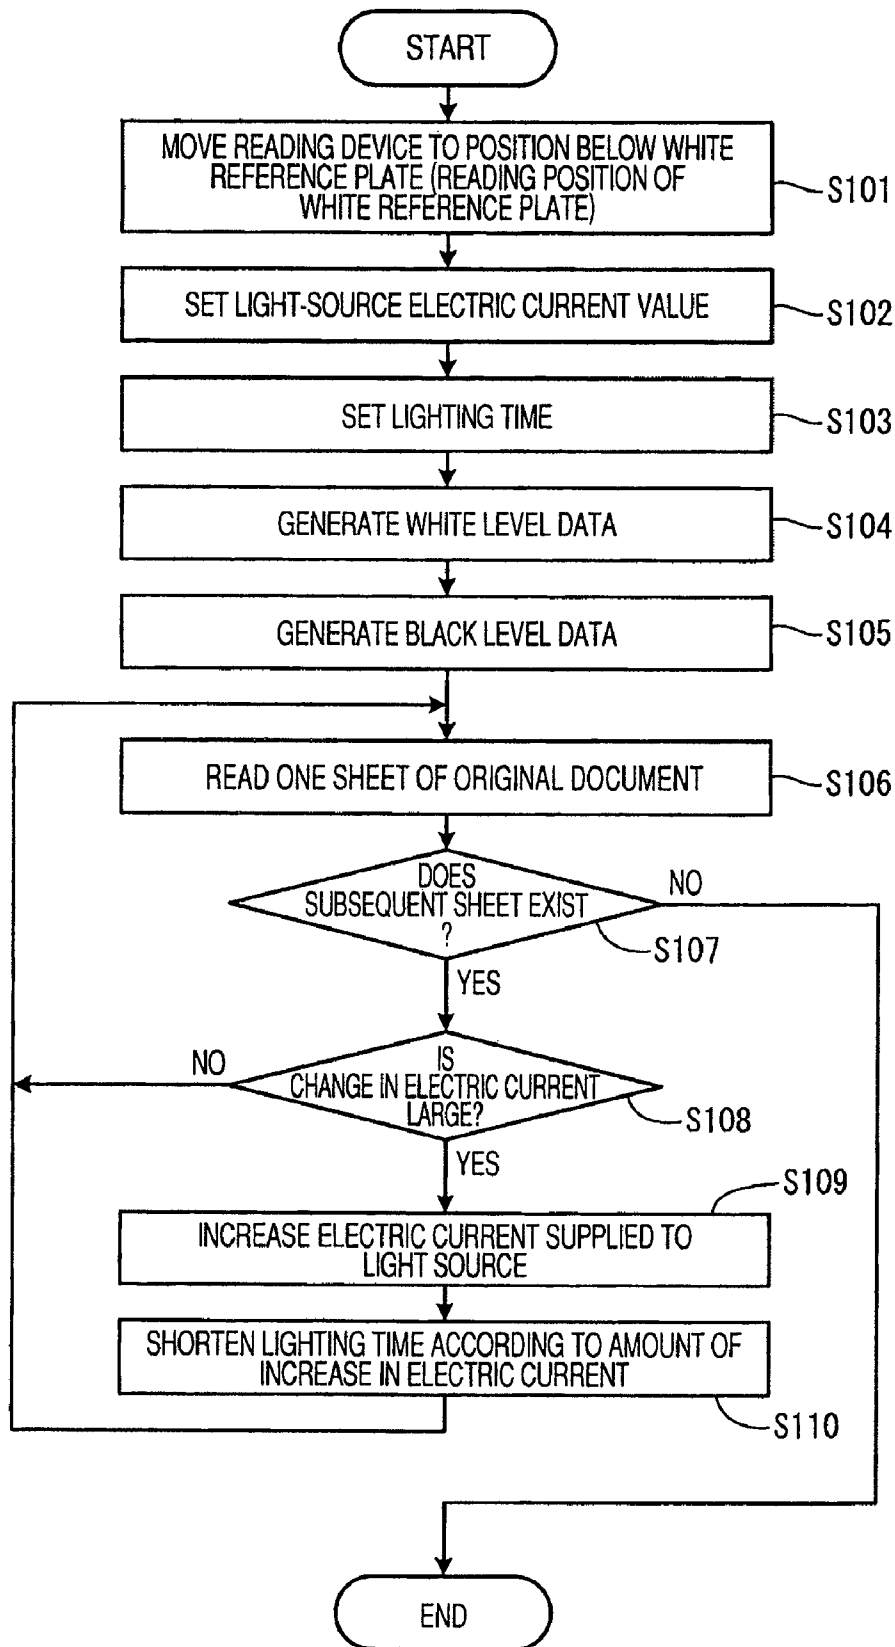 START
MOVE READING DEVICE TO POSITION BELOW WHITE
REFERENCE PLATE (READING POSITION OF
WHITE REFERENCE PLATE)
S101
SET LIGHT-SOURCE ELECTRIC CURRENT VALUE
S102
SET LIGHTING TIME
S103
GENERATE WHITE LEVEL DATA
S104
GENERATE BLACK LEVEL DATA
S105
READ ONE SHEET OF ORIGINAL DOCUMENT
S106
DOES
SUBSEQUENT SHEET EXIST
?
NO
S107
YES
IS
CHANGE IN ELECTRIC CURRENT
LARGE?
NO
S108
YES
S109
INCREASE ELECTRIC CURRENT SUPPLIED TO
LIGHT SOURCE
SHORTEN LIGHTING TIME ACCORDING TO AMOUNT OF
INCREASE IN ELECTRIC CURRENT
S110
END